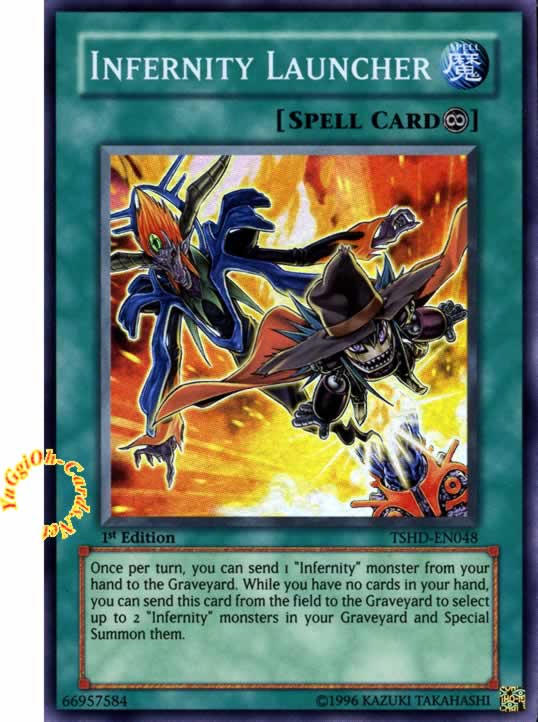 INFERNITY LAUNCHER
SPELL
魔
[SPELL CARD]
YuGgiOh-Cards.Net
1st Edition
TSHD-EN048
Once per turn, you can send 1 "Infernity" monster from your
hand to the Graveyard. While you have no cards in your hand,
you can send this card from the field to the Graveyard to select
up to 2 "Infernity" monsters in your Graveyard and Special
Summon them.
66957584
©1996 KAZUKI TAKAHASHI